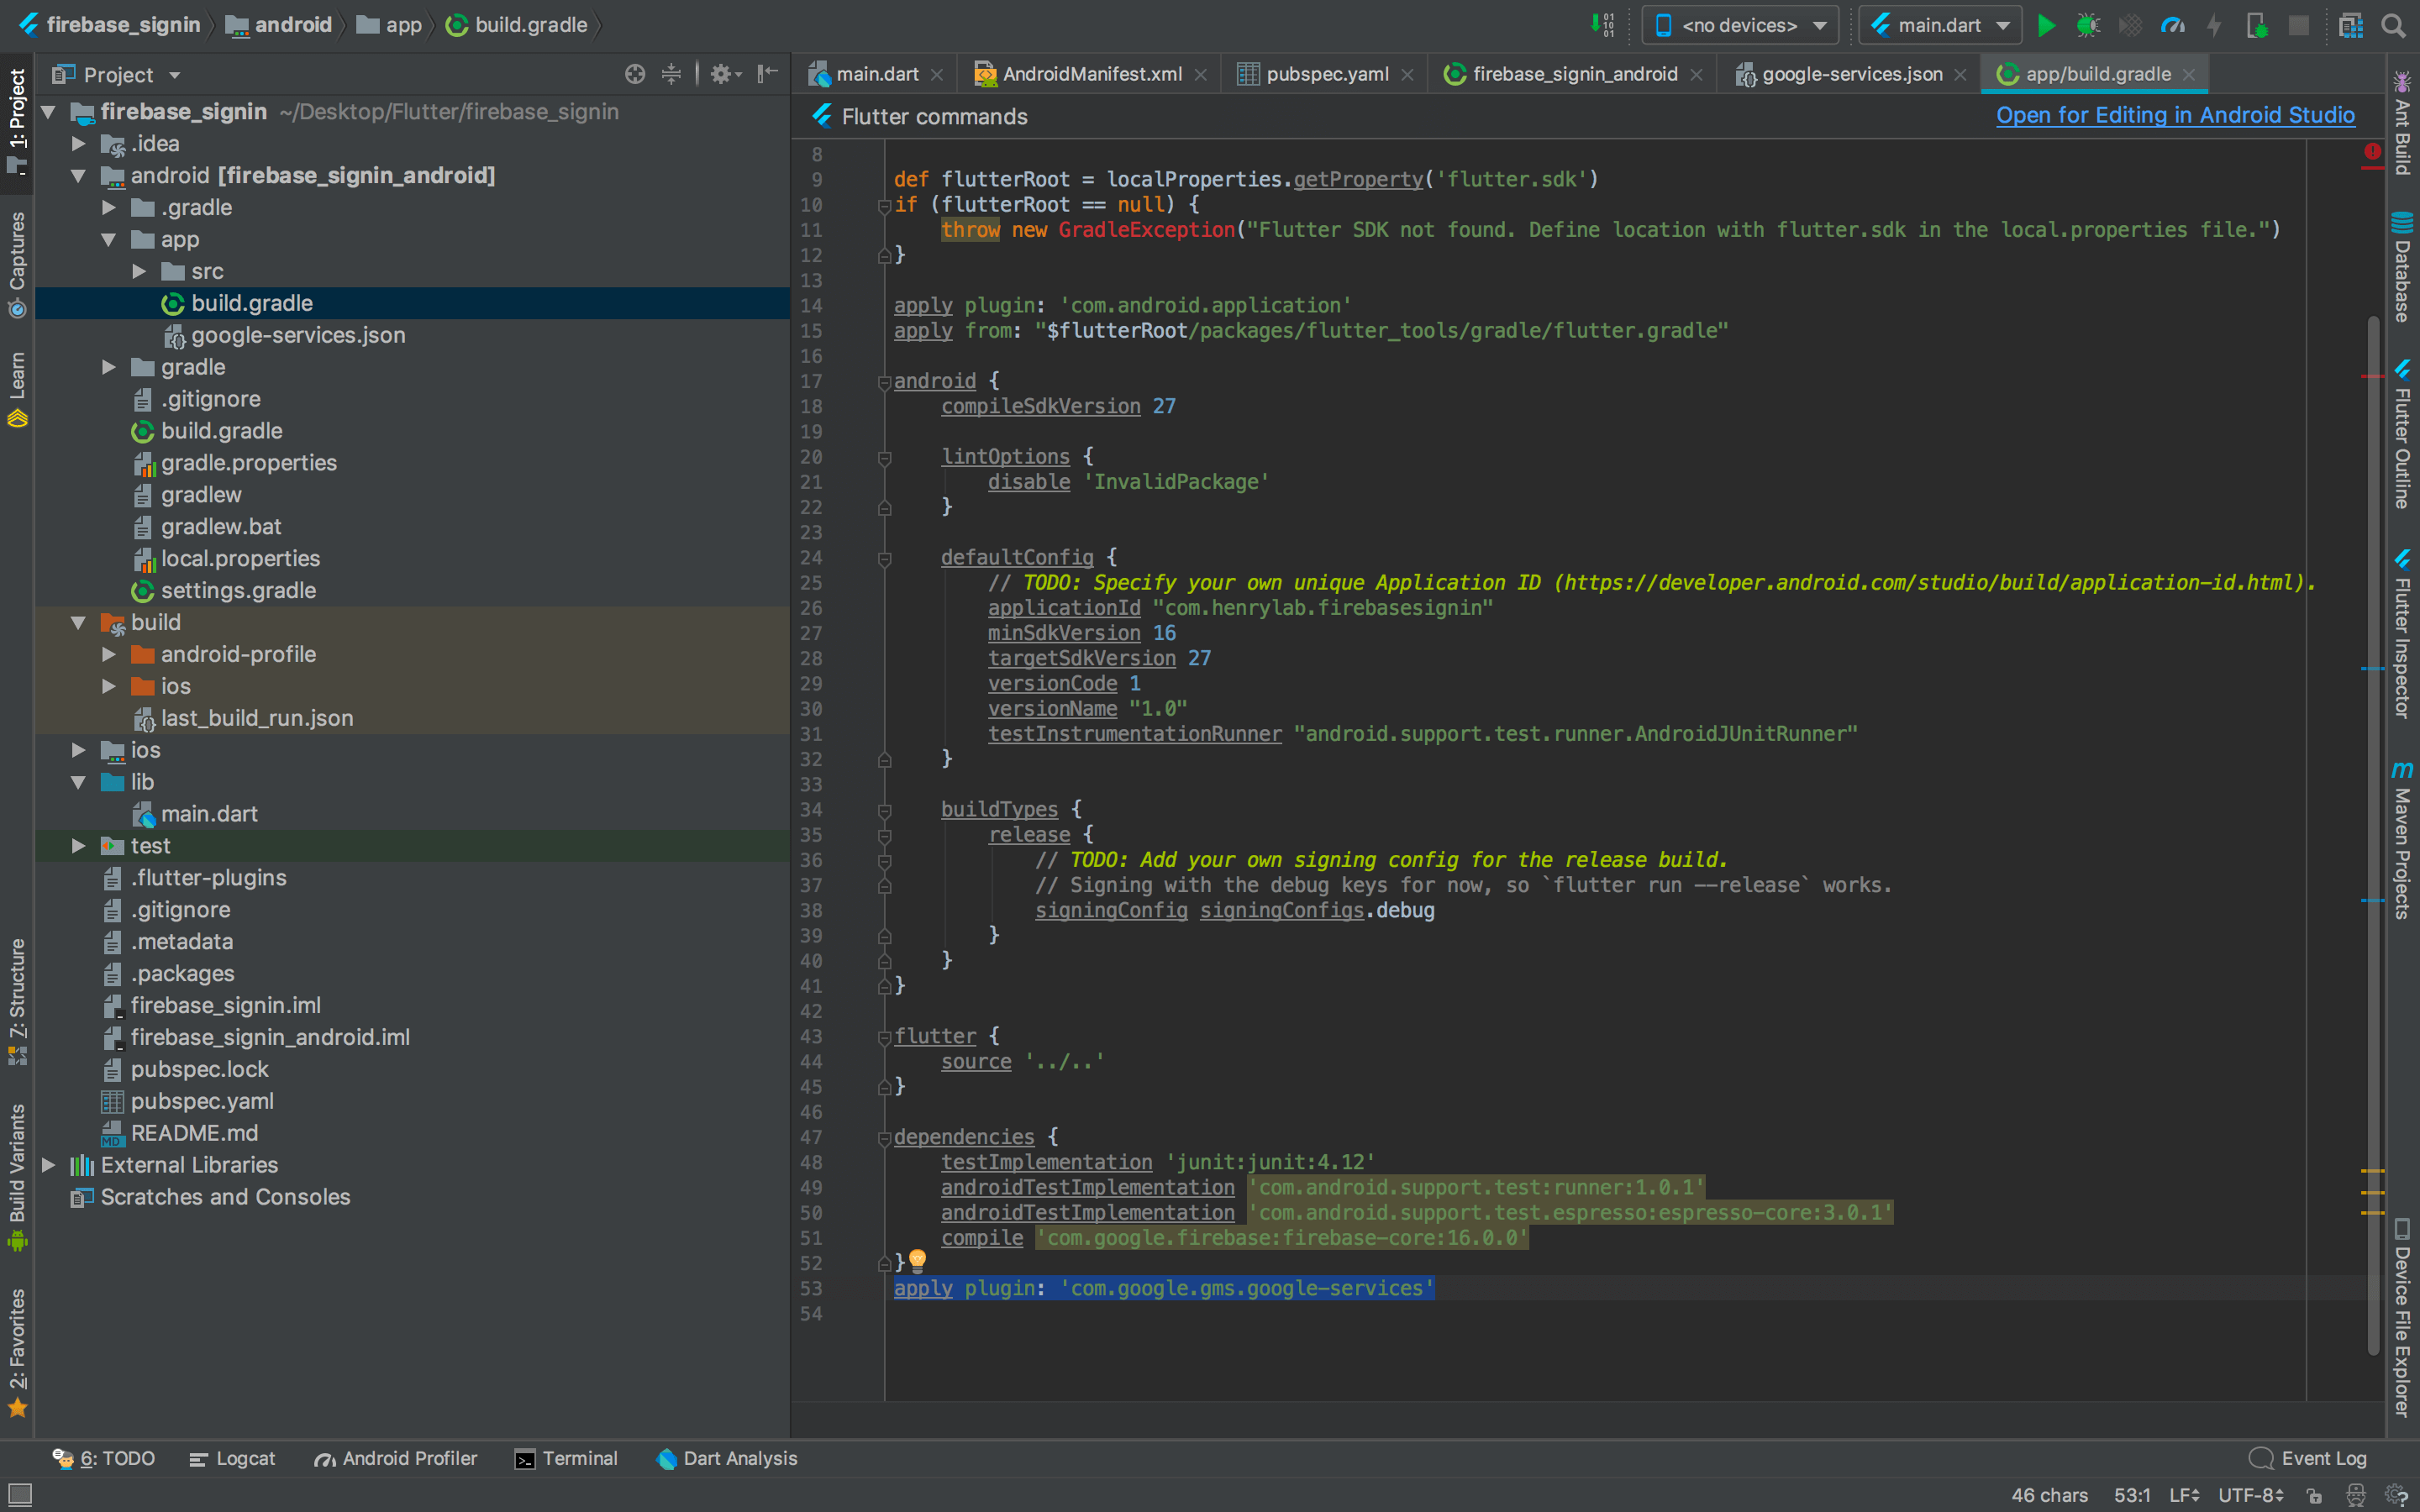 firebase_signin android app build.gradle
<no devices> main.dart
Project
main.dart AndroidManifest.xml pubspec.yaml firebase_signin_android google-services.json app/build.gradle
Flutter commands Open for Editing in Android Studio
1: Project
Captures
Learn
7: Structure
Build Variants
2: Favorites
firebase_signin ~/Desktop/Flutter/firebase_signin
.idea
android [firebase_signin_android]
.gradle
app
src
build.gradle
google-services.json
gradle
.gitignore
build.gradle
gradle.properties
gradlew
gradlew.bat
local.properties
settings.gradle
build
android-profile
ios
last_build_run.json
ios
lib
main.dart
test
.flutter-plugins
.gitignore
.metadata
.packages
firebase_signin.iml
firebase_signin_android.iml
pubspec.lock
pubspec.yaml
README.md
External Libraries
Scratches and Consoles
8
9 def flutterRoot = localProperties.getProperty('flutter.sdk')
10 if (flutterRoot == null) {
11 throw new GradleException("Flutter SDK not found. Define location with flutter.sdk in the local.properties file.")
12 }
13
14 apply plugin: 'com.android.application'
15 apply from: "$flutterRoot/packages/flutter_tools/gradle/flutter.gradle"
16
17 android {
18 compileSdkVersion 27
19
20 lintOptions {
21 disable 'InvalidPackage'
22 }
23
24 defaultConfig {
25 // TODO: Specify your own unique Application ID (https://developer.android.com/studio/build/application-id.html).
26 applicationId "com.henrylab.firebasesignin"
27 minSdkVersion 16
28 targetSdkVersion 27
29 versionCode 1
30 versionName "1.0"
31 testInstrumentationRunner "android.support.test.runner.AndroidJUnitRunner"
32 }
33
34 buildTypes {
35 release {
36 // TODO: Add your own signing config for the release build.
37 // Signing with the debug keys for now, so `flutter run --release` works.
38 signingConfig signingConfigs.debug
39 }
40 }
41 }
42
43 flutter {
44 source '../..'
45 }
46
47 dependencies {
48 testImplementation 'junit:junit:4.12'
49 androidTestImplementation 'com.android.support.test:runner:1.0.1'
50 androidTestImplementation 'com.android.support.test.espresso:espresso-core:3.0.1'
51 compile 'com.google.firebase:firebase-core:16.0.0'
52 }
53 apply plugin: 'com.google.gms.google-services'
54
Ant Build
Database
Flutter Outline
Flutter Inspector
m Maven Projects
Device File Explorer
6: TODO Logcat Android Profiler Terminal Dart Analysis Event Log
46 chars 53:1 LF UTF-8